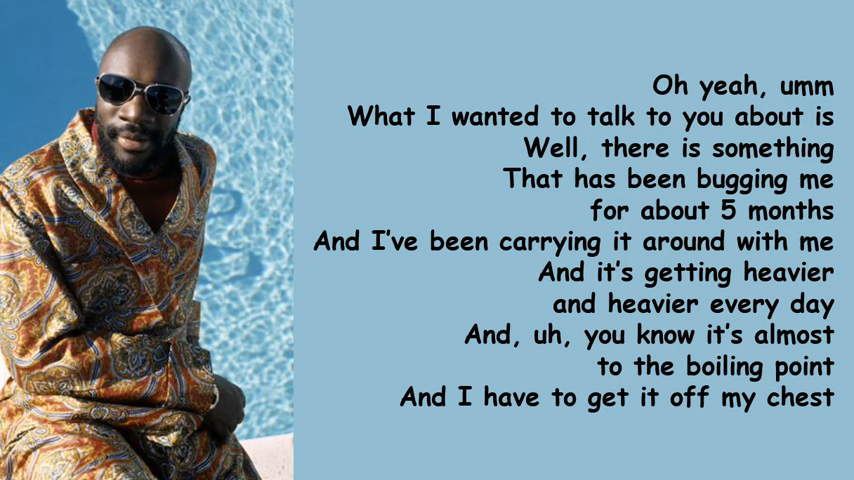 Oh yeah, umm
What I wanted to talk to you about is
Well, there is something
That has been bugging me
for about 5 months
And I've been carrying it around with me
And it's getting heavier
and heavier every day
And, uh, you know it's almost
to the boiling point
And I have to get it off my chest